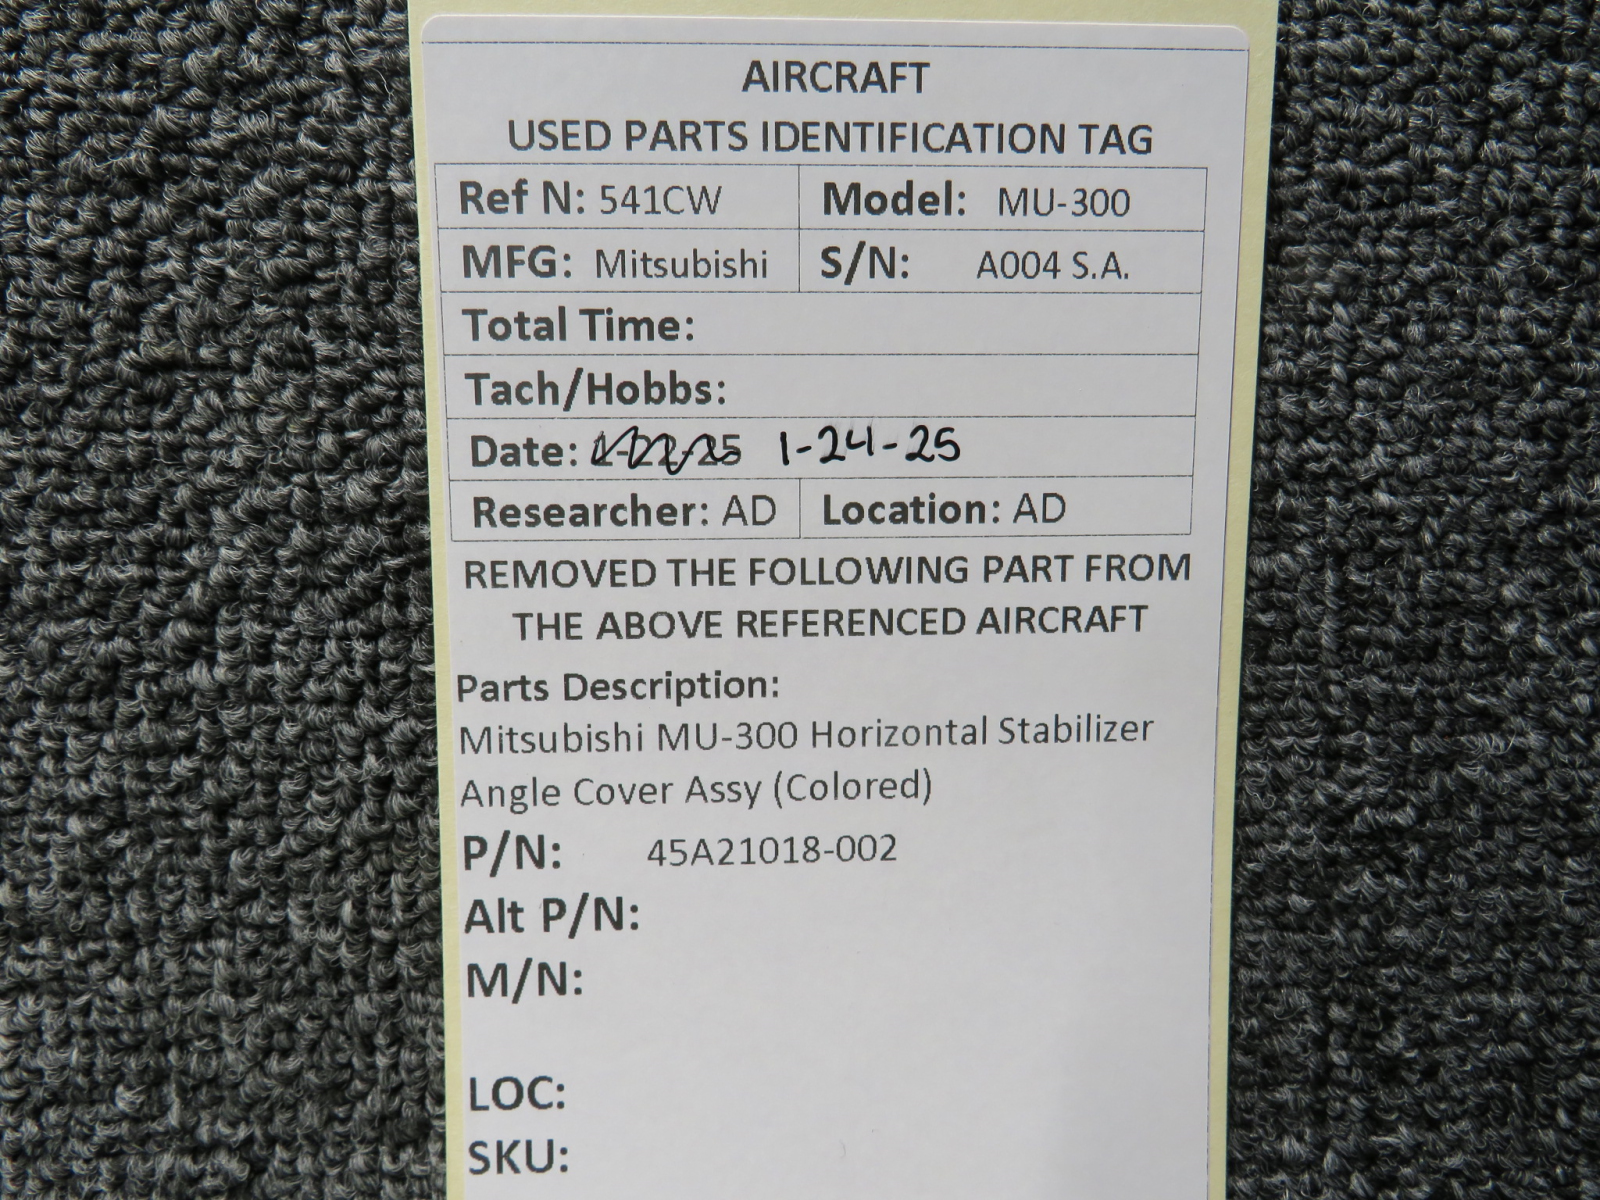 AIRCRAFT
USED PARTS IDENTIFICATION TAG
Ref N: 541CW Model: MU-300
MFG: Mitsubishi S/N: A004 S.A.
Total Time:
Tach/Hobbs:
Date: 1-24-25
Researcher: AD Location: AD
REMOVED THE FOLLOWING PART FROM
THE ABOVE REFERENCED AIRCRAFT
Parts Description:
Mitsubishi MU-300 Horizontal Stabilizer
Angle Cover Assy (Colored)
P/N: 45A21018-002
Alt P/N:
M/N:
LOC:
SKU: